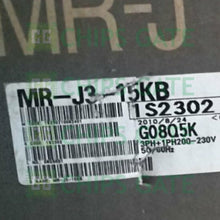 MR-J
MR-J3-15KB
1S2302
2010/8/24
G08Q5K
3PH+1PH200-230V
50/60Hz